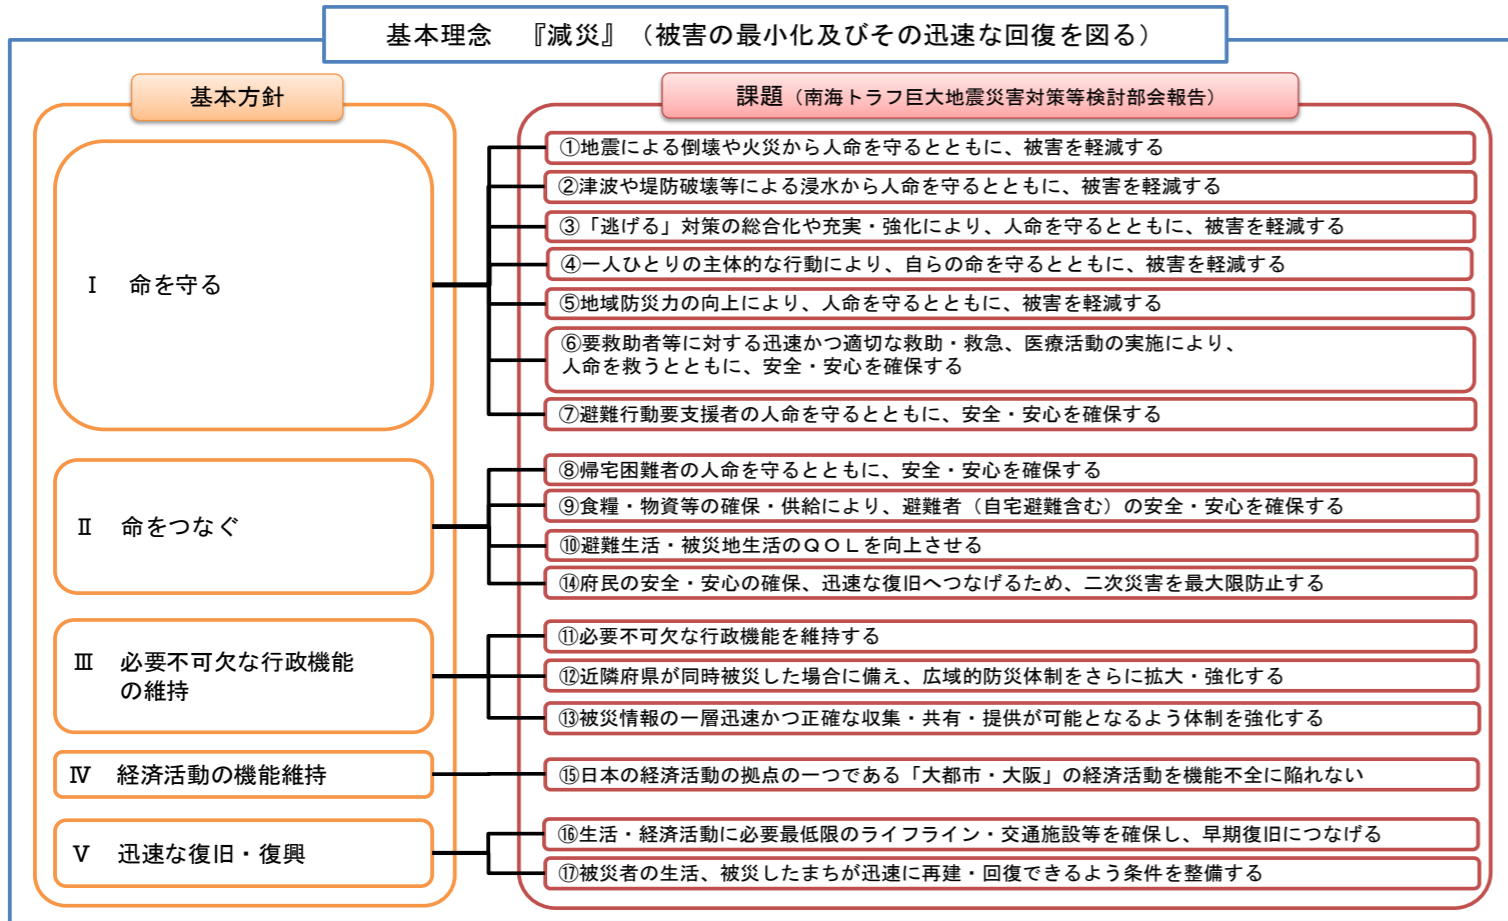 基本理念　『減災』（被害の最小化及びその迅速な回復を図る）
基本方針
課題（南海トラフ巨大地震災害対策等検討部会報告）
Ⅰ　命を守る
①地震による倒壊や火災から人命を守るとともに、被害を軽減する
②津波や堤防破壊等による浸水から人命を守るとともに、被害を軽減する
③「逃げる」対策の総合化や充実・強化により、人命を守るとともに、被害を軽減する
④一人ひとりの主体的な行動により、自らの命を守るとともに、被害を軽減する
⑤地域防災力の向上により、人命を守るとともに、被害を軽減する
⑥要救助者等に対する迅速かつ適切な救助・救急、医療活動の実施により、
人命を救うとともに、安全・安心を確保する
⑦避難行動要支援者の人命を守るとともに、安全・安心を確保する
Ⅱ　命をつなぐ
⑧帰宅困難者の人命を守るとともに、安全・安心を確保する
⑨食糧・物資等の確保・供給により、避難者（自宅避難含む）の安全・安心を確保する
⑩避難生活・被災地生活のＱＯＬを向上させる
⑭府民の安全・安心の確保、迅速な復旧へつなげるため、二次災害を最大限防止する
Ⅲ　必要不可欠な行政機能
の維持
⑪必要不可欠な行政機能を維持する
⑫近隣府県が同時被災した場合に備え、広域的防災体制をさらに拡大・強化する
⑬被災情報の一層迅速かつ正確な収集・共有・提供が可能となるよう体制を強化する
Ⅳ　経済活動の機能維持
⑮日本の経済活動の拠点の一つである「大都市・大阪」の経済活動を機能不全に陥れない
Ⅴ　迅速な復旧・復興
⑯生活・経済活動に必要最低限のライフライン・交通施設等を確保し、早期復旧につなげる
⑰被災者の生活、被災したまちが迅速に再建・回復できるよう条件を整備する